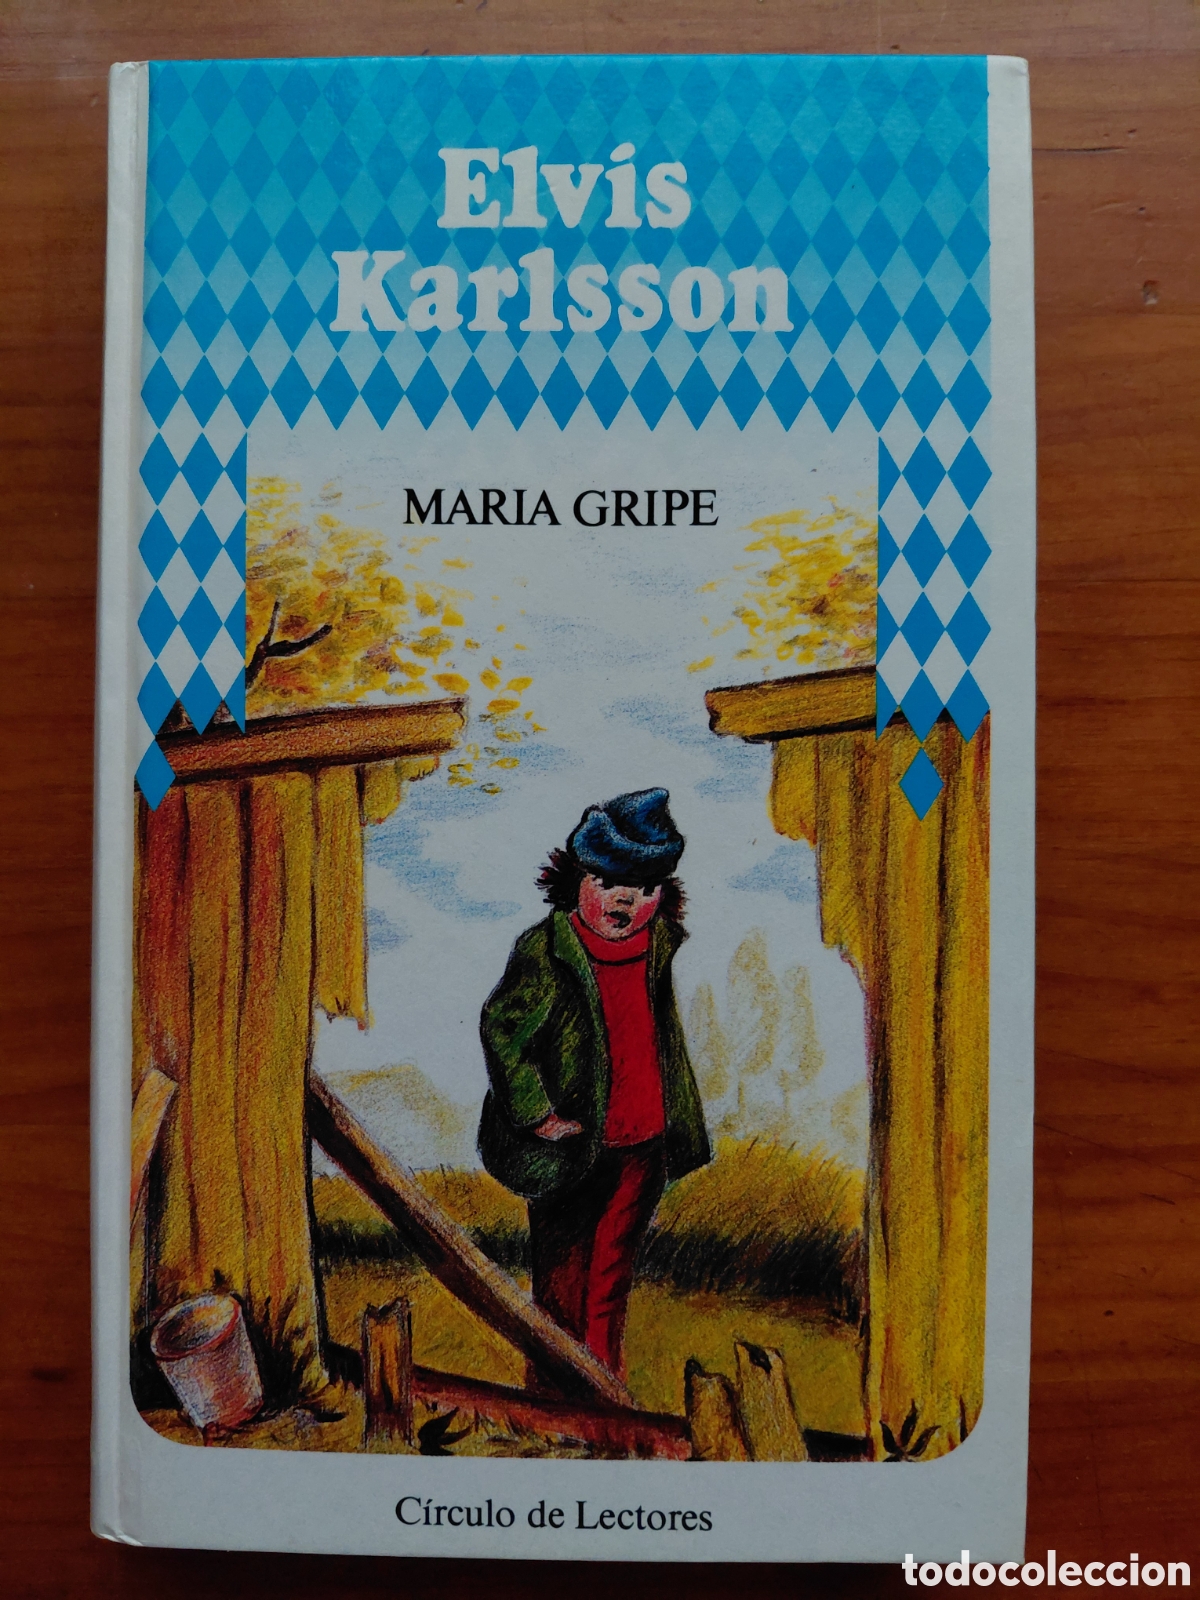 Elvis
Karlsson
MARIA GRIPE
Círculo de Lectores
todocoleccion